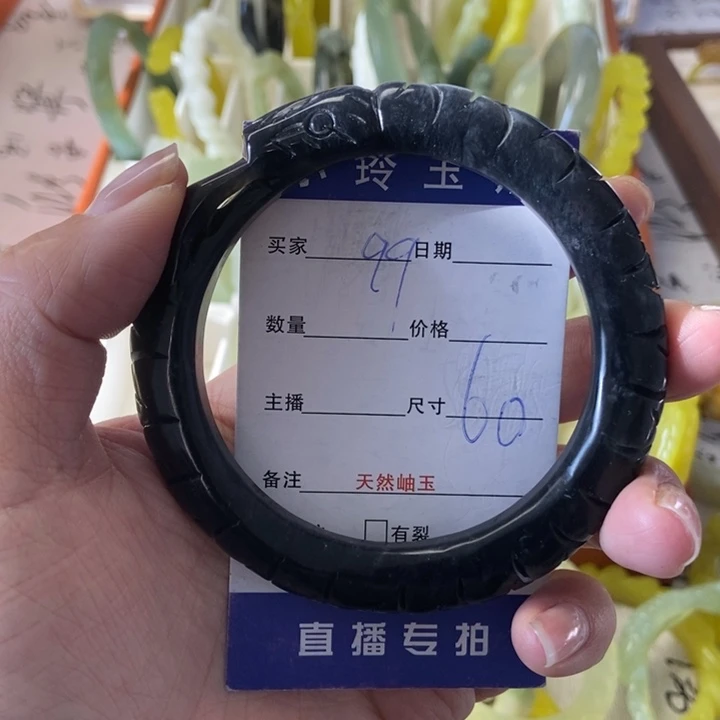 玲玉
买家 99 日期
数量 价格
主播 尺寸 60
备注 天然岫玉
有裂
直播专拍